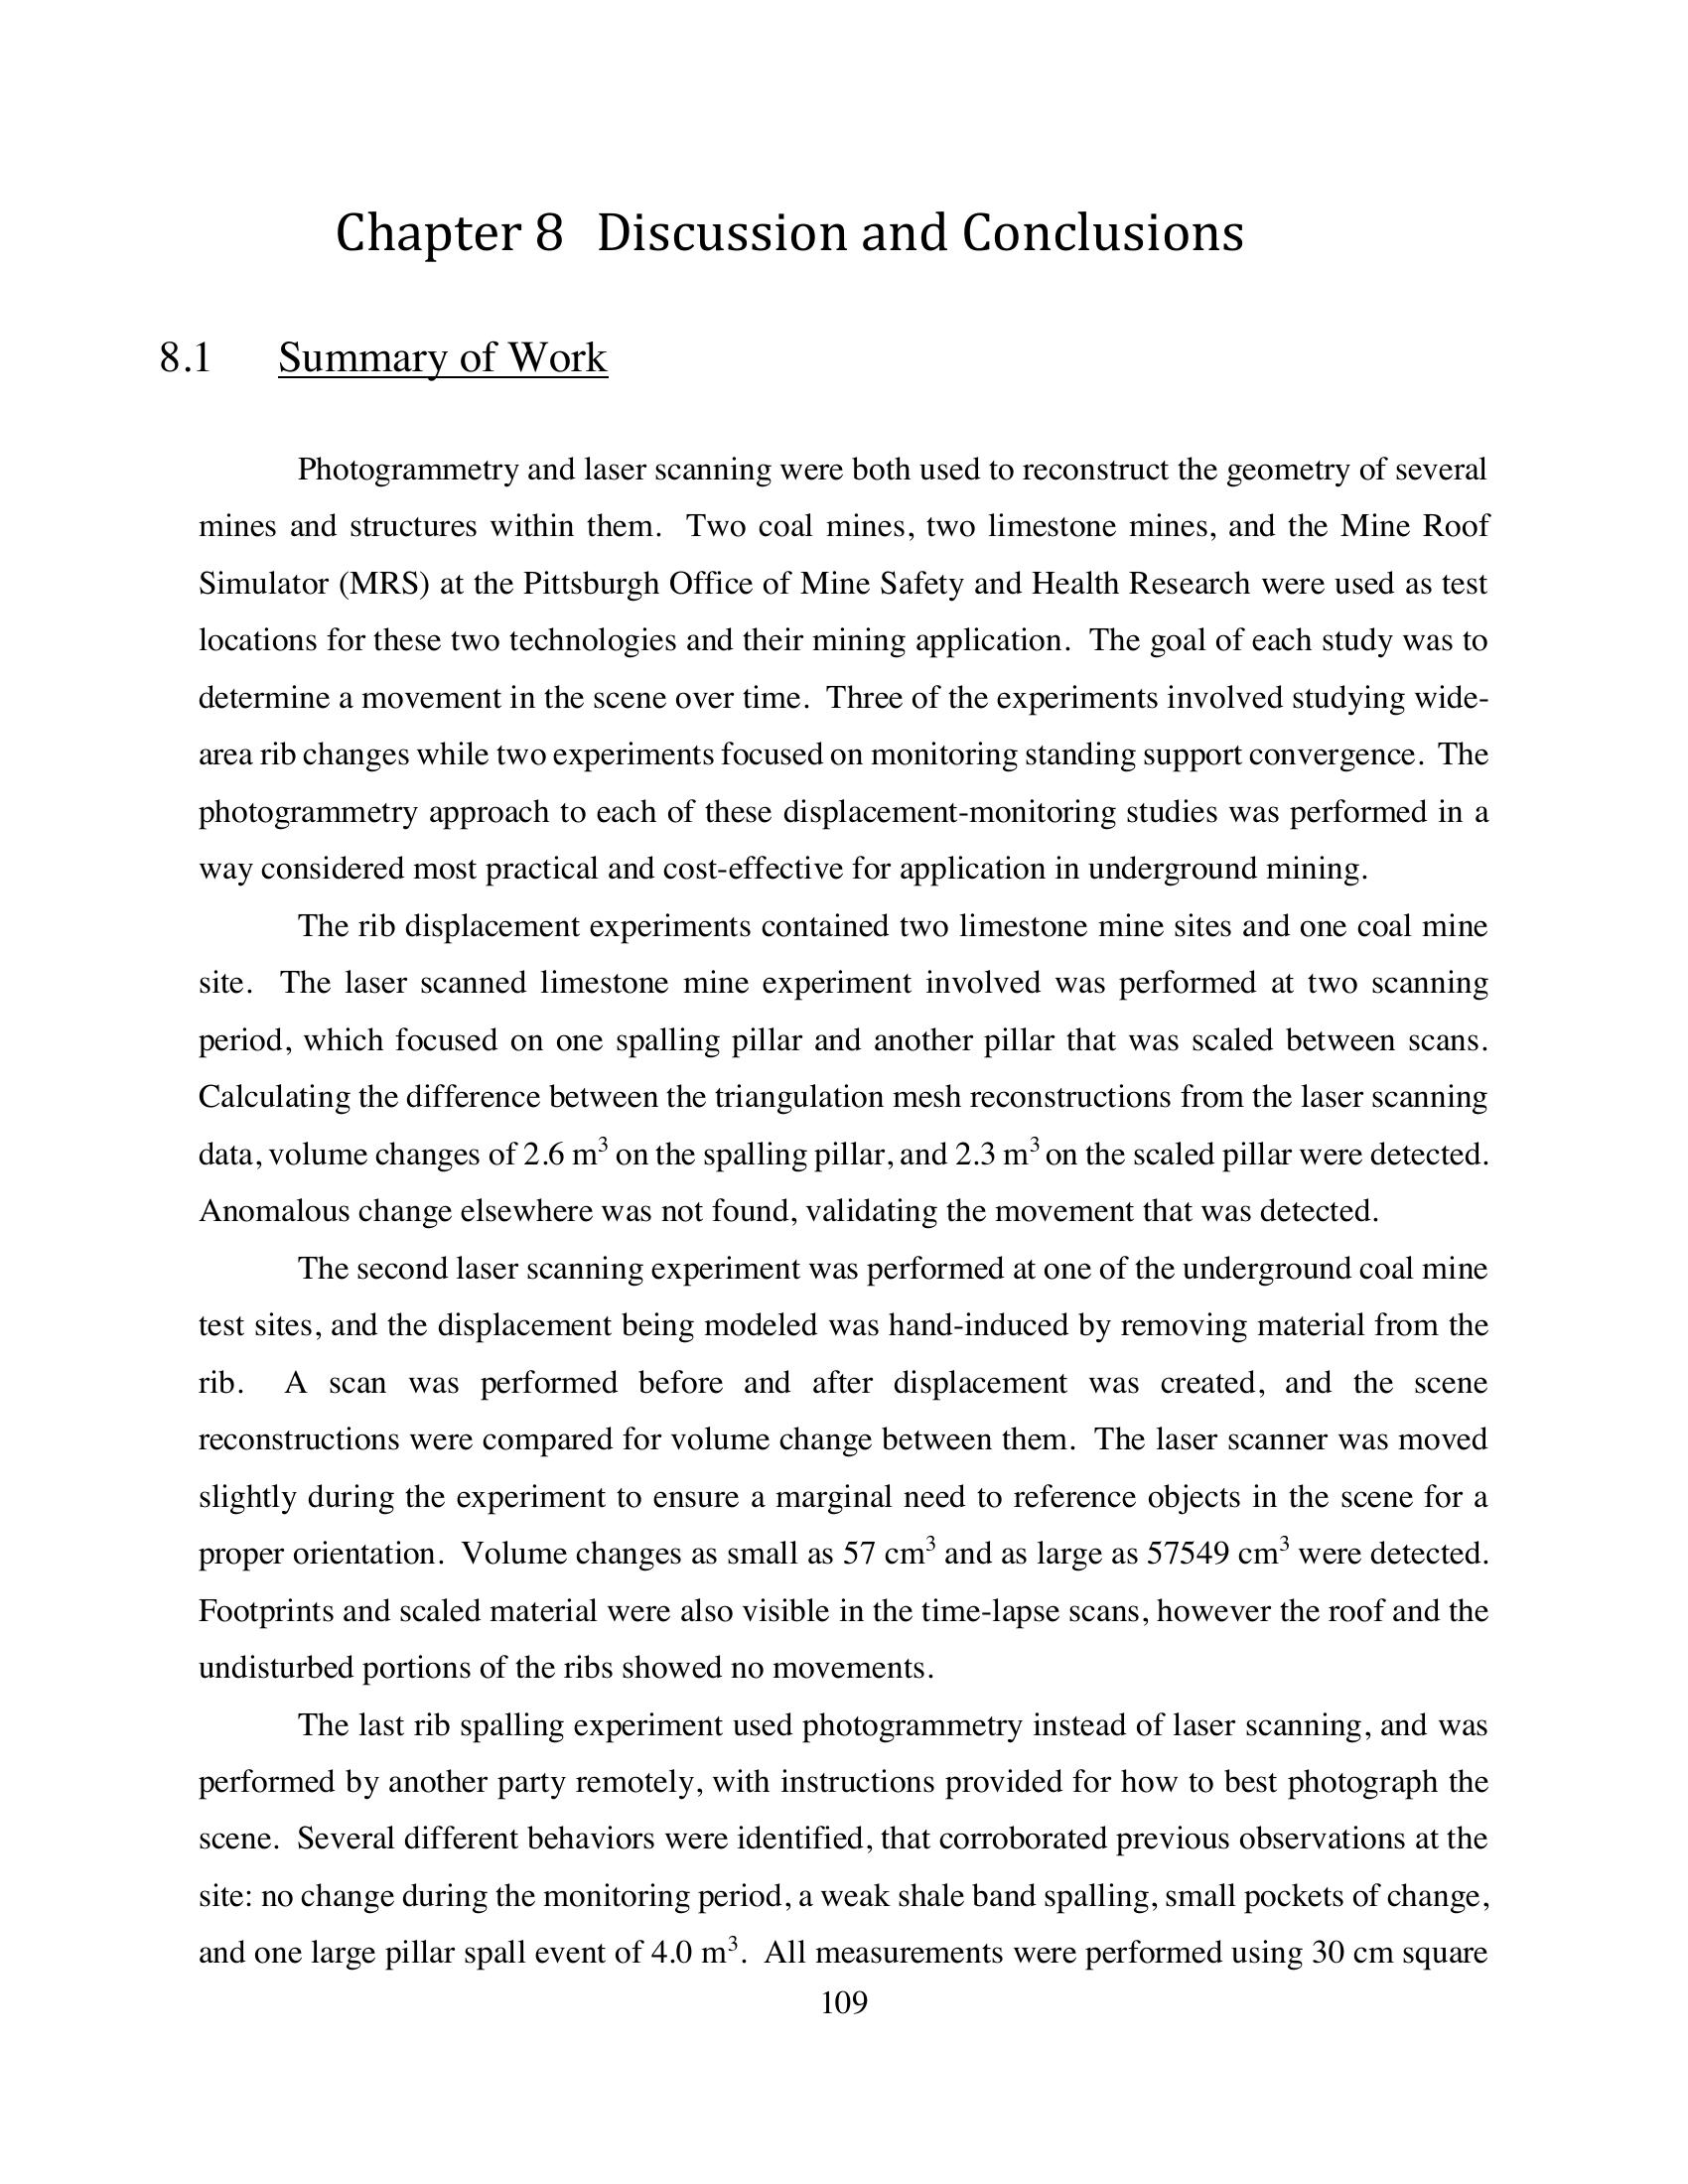 Chapter 8 Discussion and Conclusions
8.1 Summary of Work
Photogrammetry and laser scanning were both used to reconstruct the geometry of several
mines and structures within them. Two coal mines, two limestone mines, and the Mine Roof
Simulator (MRS) at the Pittsburgh Office of Mine Safety and Health Research were used as test
locations for these two technologies and their mining application. The goal of each study was to
determine a movement in the scene over time. Three of the experiments involved studying wide-
area rib changes while two experiments focused on monitoring standing support convergence. The
photogrammetry approach to each of these displacement-monitoring studies was performed in a
way considered most practical and cost-effective for application in underground mining.
The rib displacement experiments contained two limestone mine sites and one coal mine
site. The laser scanned limestone mine experiment involved was performed at two scanning
period, which focused on one spalling pillar and another pillar that was scaled between scans.
Calculating the difference between the triangulation mesh reconstructions from the laser scanning
data, volume changes of 2.6 m³ on the spalling pillar, and 2.3 m³ on the scaled pillar were detected.
Anomalous change elsewhere was not found, validating the movement that was detected.
The second laser scanning experiment was performed at one of the underground coal mine
test sites, and the displacement being modeled was hand-induced by removing material from the
rib. A scan was performed before and after displacement was created, and the scene
reconstructions were compared for volume change between them. The laser scanner was moved
slightly during the experiment to ensure a marginal need to reference objects in the scene for a
proper orientation. Volume changes as small as 57 cm³ and as large as 57549 cm³ were detected.
Footprints and scaled material were also visible in the time-lapse scans, however the roof and the
undisturbed portions of the ribs showed no movements.
The last rib spalling experiment used photogrammetry instead of laser scanning, and was
performed by another party remotely, with instructions provided for how to best photograph the
scene. Several different behaviors were identified, that corroborated previous observations at the
site: no change during the monitoring period, a weak shale band spalling, small pockets of change,
and one large pillar spall event of 4.0 m³. All measurements were performed using 30 cm square
109